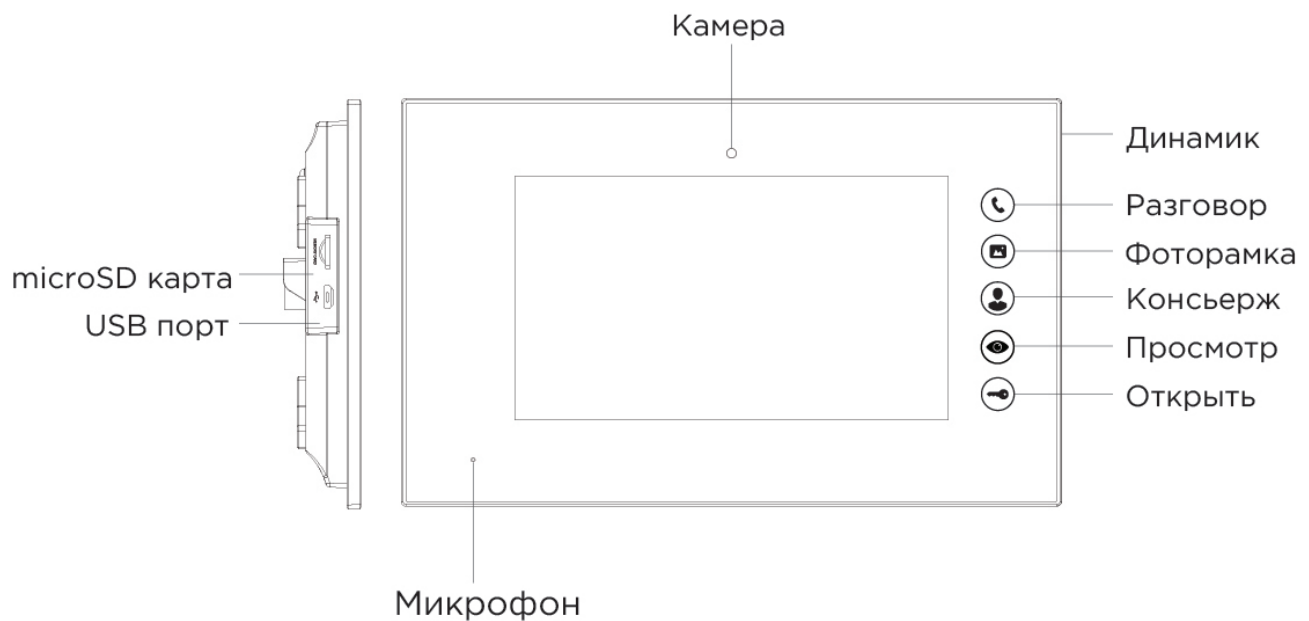 Камера
Динамик
Разговор
Фоторамка
Консьерж
Просмотр
Открыть
microSD карта
USB порт
Микрофон